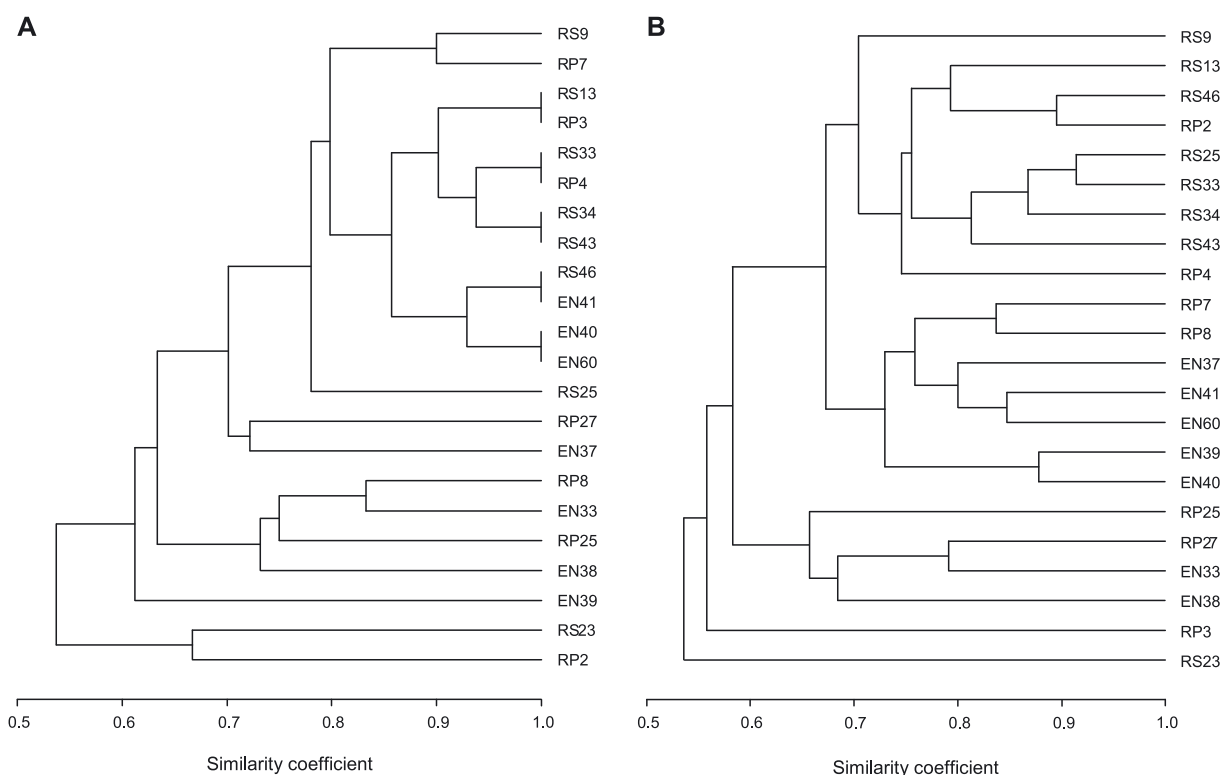 A
RS9
RP7
RS13
RP3
RS33
RP4
RS34
RS43
RS46
EN41
EN40
EN60
RS25
RP27
EN37
RP8
EN33
RP25
EN38
EN39
RS23
RP2
0.5 0.6 0.7 0.8 0.9 1.0
Similarity coefficient
B
RS9
RS13
RS46
RP2
RS25
RS33
RS34
RS43
RP4
RP7
RP8
EN37
EN41
EN60
EN39
EN40
RP25
RP27
EN33
EN38
RP3
RS23
0.5 0.6 0.7 0.8 0.9 1.0
Similarity coefficient